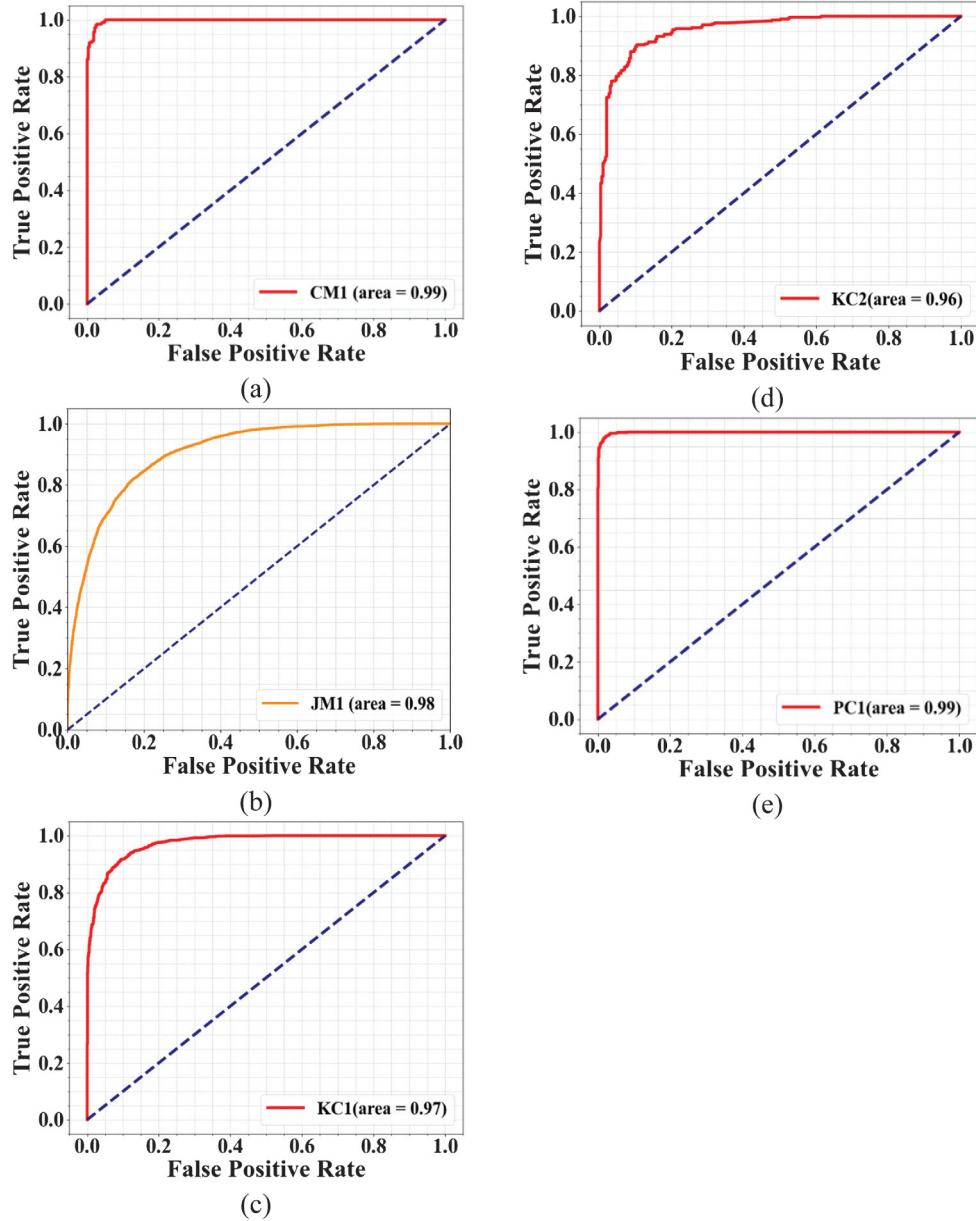 True Positive Rate
1.0
0.8
0.6
0.4
0.2
0.0
CM1 (area = 0.99)
0.0 0.2 0.4 0.6 0.8 1.0
False Positive Rate
(a)
True Positive Rate
1.0
0.8
0.6
0.4
0.2
0.0
KC2(area = 0.96)
0.0 0.2 0.4 0.6 0.8 1.0
False Positive Rate
(d)
True Positive Rate
1.0
0.8
0.6
0.4
0.2
0.0
JM1 (area = 0.98
0.0 0.2 0.4 0.6 0.8 1.0
False Positive Rate
(b)
True Positive Rate
1.0
0.8
0.6
0.4
0.2
0.0
PC1(area = 0.99)
0.0 0.2 0.4 0.6 0.8 1.0
False Positive Rate
(e)
True Positive Rate
1.0
0.8
0.6
0.4
0.2
0.0
KC1(area = 0.97)
0.0 0.2 0.4 0.6 0.8 1.0
False Positive Rate
(c)